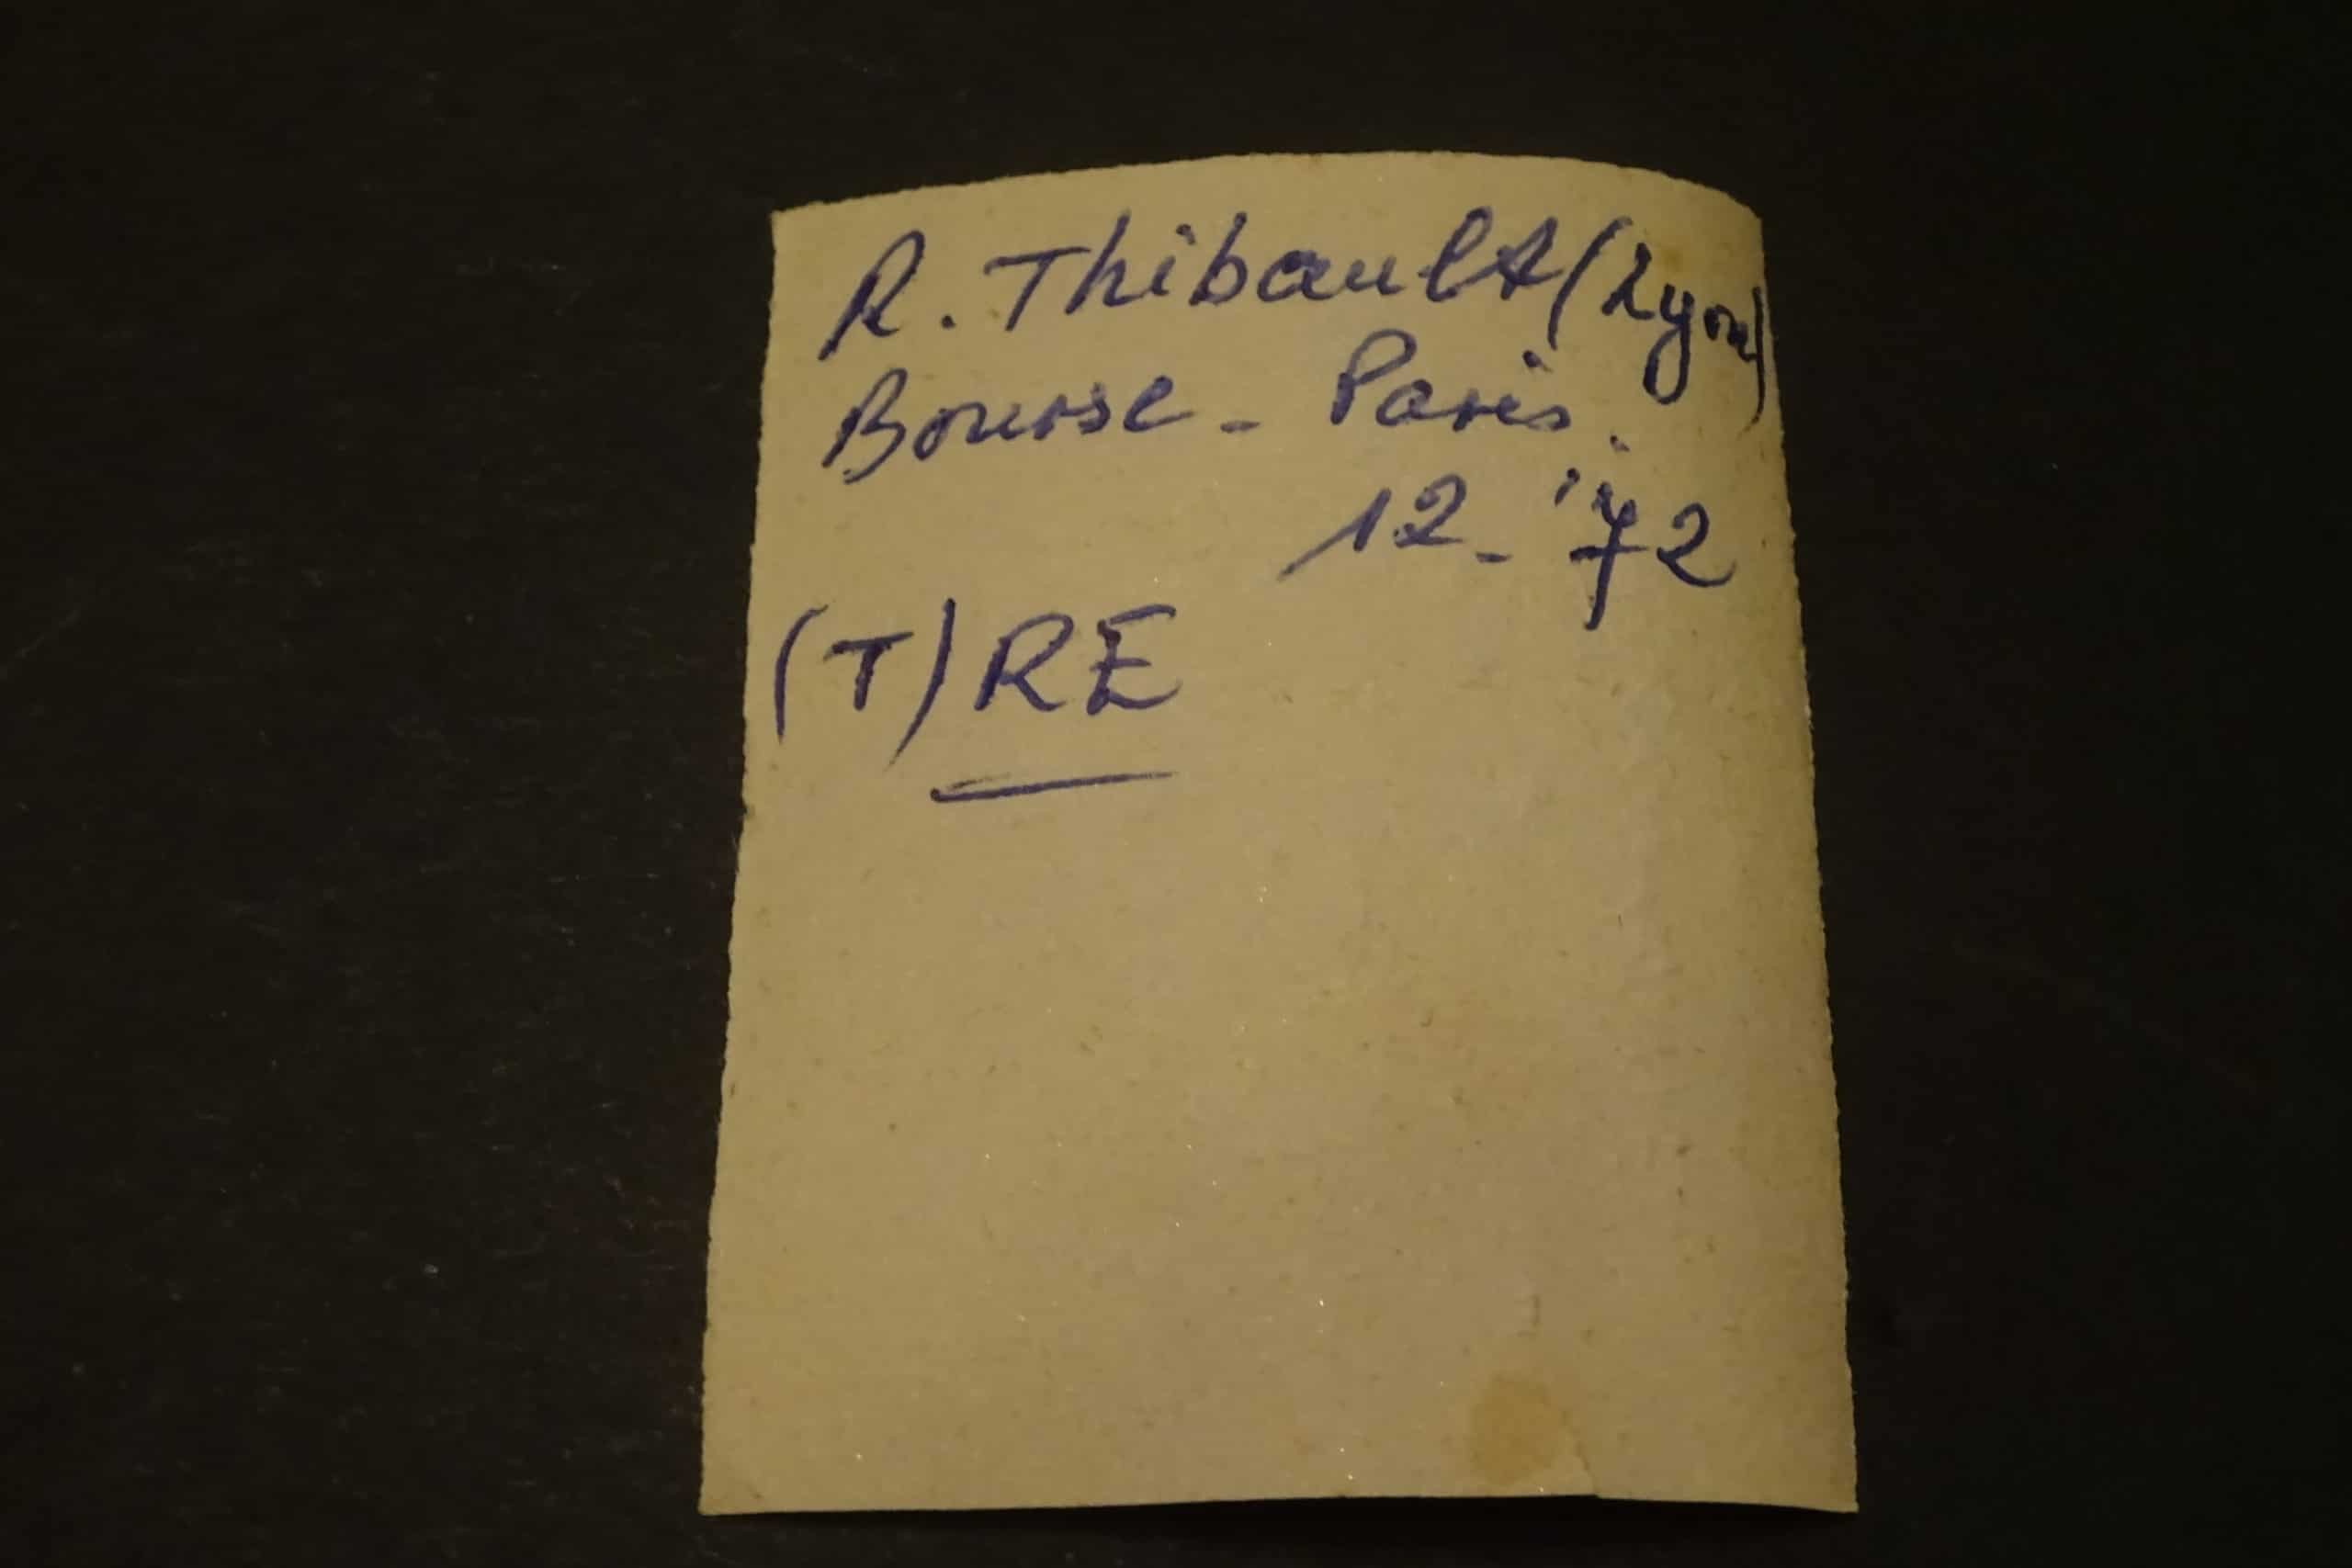 R. Thibault (Lyon)
Bourse - Paris.
12 - '72
(T) RE